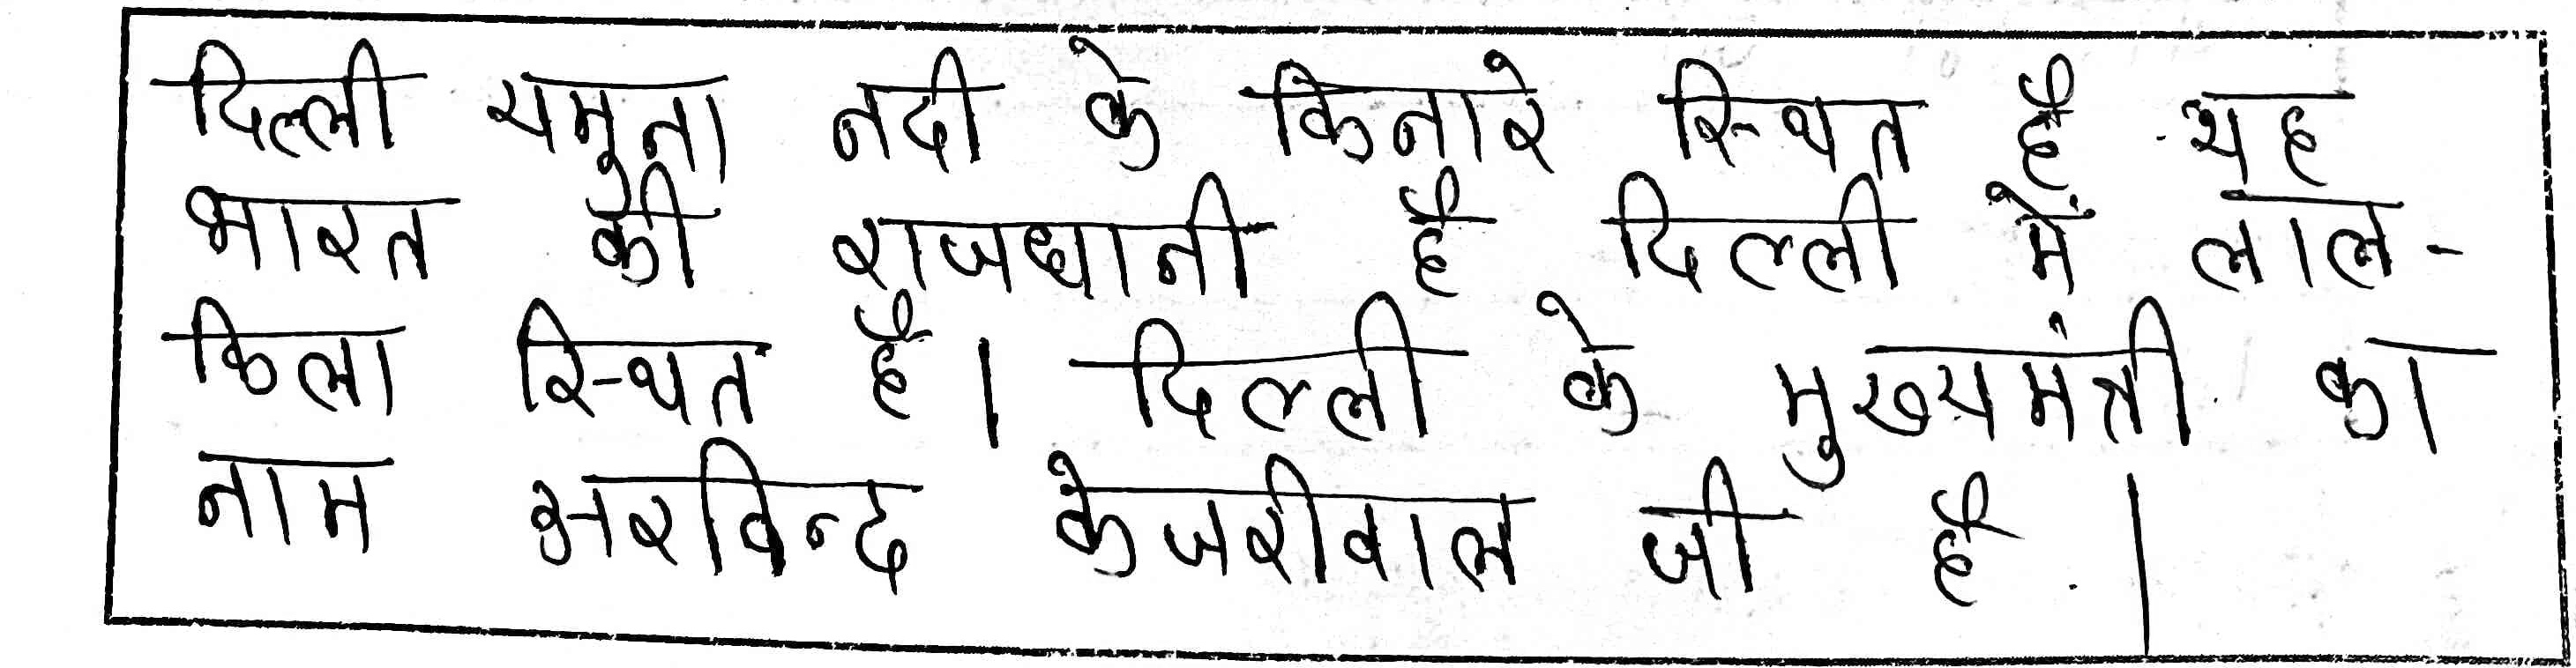 दिल्ली यमुना नदी के किनारे स्थित है यह
भारत की राजधानी है दिल्ली में लाल-
किला स्थित है। दिल्ली के मुख्यमंत्री का
नाम अरविन्द केजरीवाल जी है।